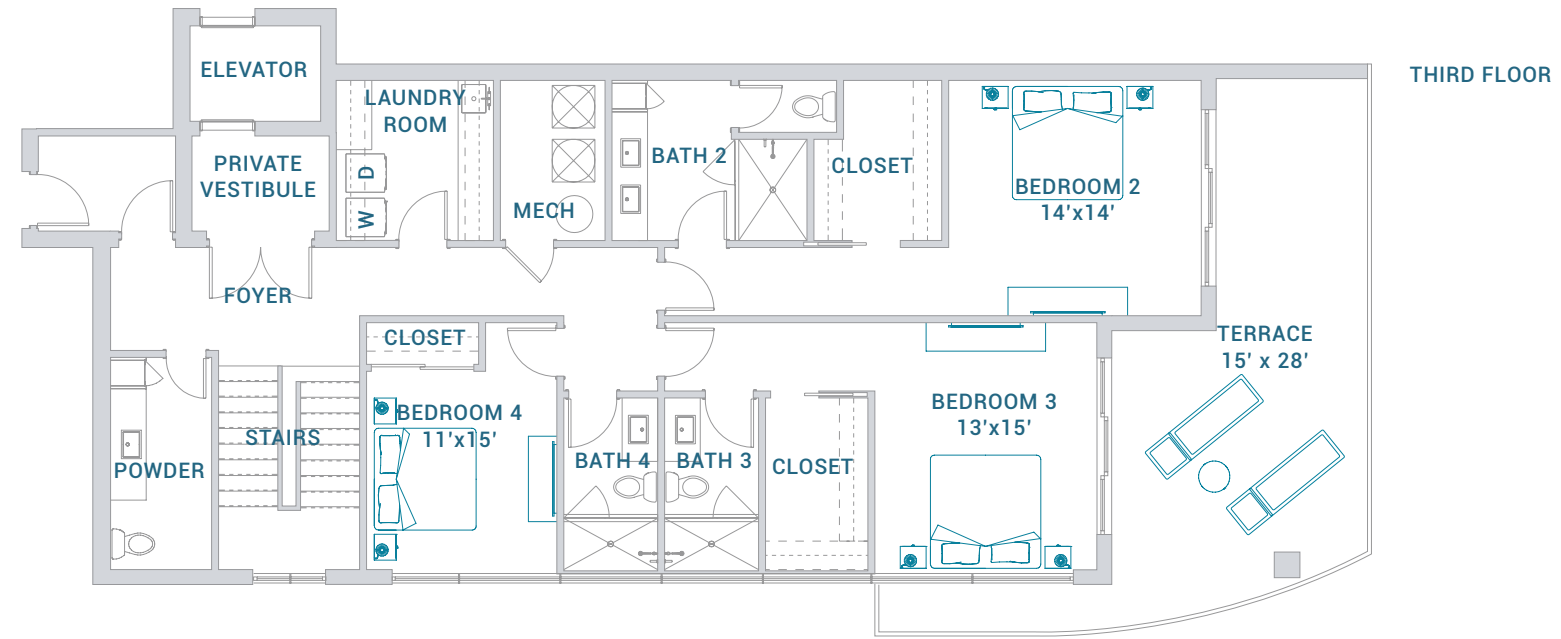 THIRD FLOOR
ELEVATOR
LAUNDRY
ROOM
PRIVATE
VESTIBULE
D
W
MECH
BATH 2
CLOSET
BEDROOM 2
14'x14'
FOYER
CLOSET
TERRACE
15' x 28'
BEDROOM 4
11'x15'
BEDROOM 3
13'x15'
STAIRS
POWDER
BATH 4
BATH 3
CLOSET